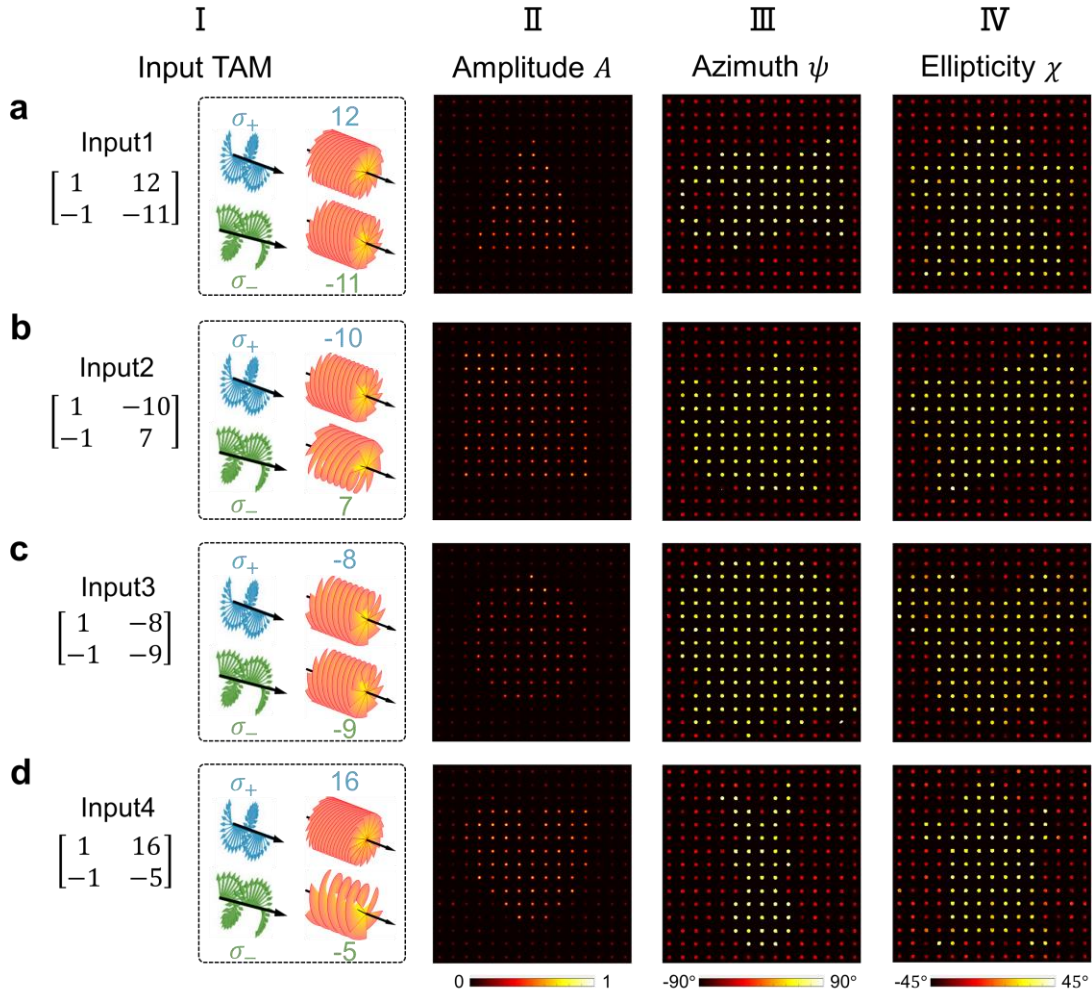 I II III IV
Input TAM Amplitude A Azimuth ψ Ellipticity χ
a
Input1
[1 12
-1 -11]
σ+ 12
σ− -11
b
Input2
[1 −10
−1 7]
σ+ -10
σ− 7
c
Input3
[1 −8
−1 −9]
σ+ -8
σ− -9
d
Input4
[1 16
−1 −5]
σ+ 16
σ− -5
0 1 -90° 90° -45° 45°